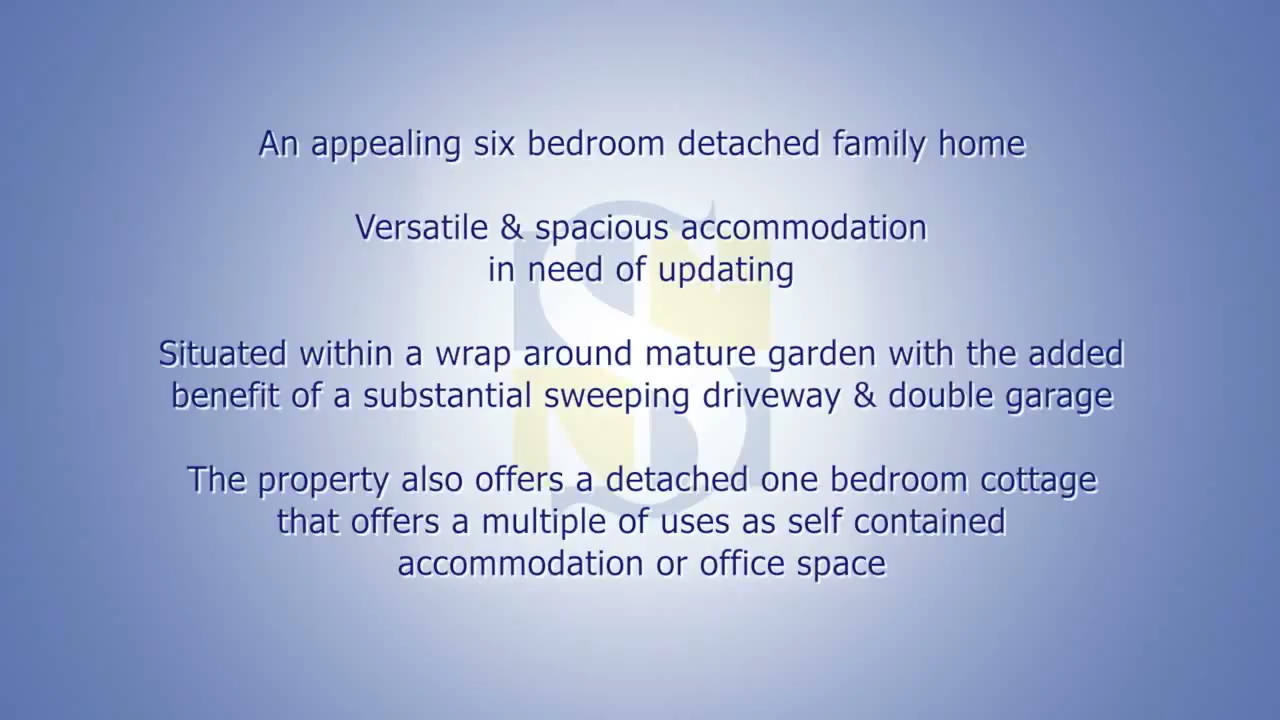 An appealing six bedroom detached family home
Versatile & spacious accommodation
in need of updating
Situated within a wrap around mature garden with the added
benefit of a substantial sweeping driveway & double garage
The property also offers a detached one bedroom cottage
that offers a multiple of uses as self contained
accommodation or office space
S